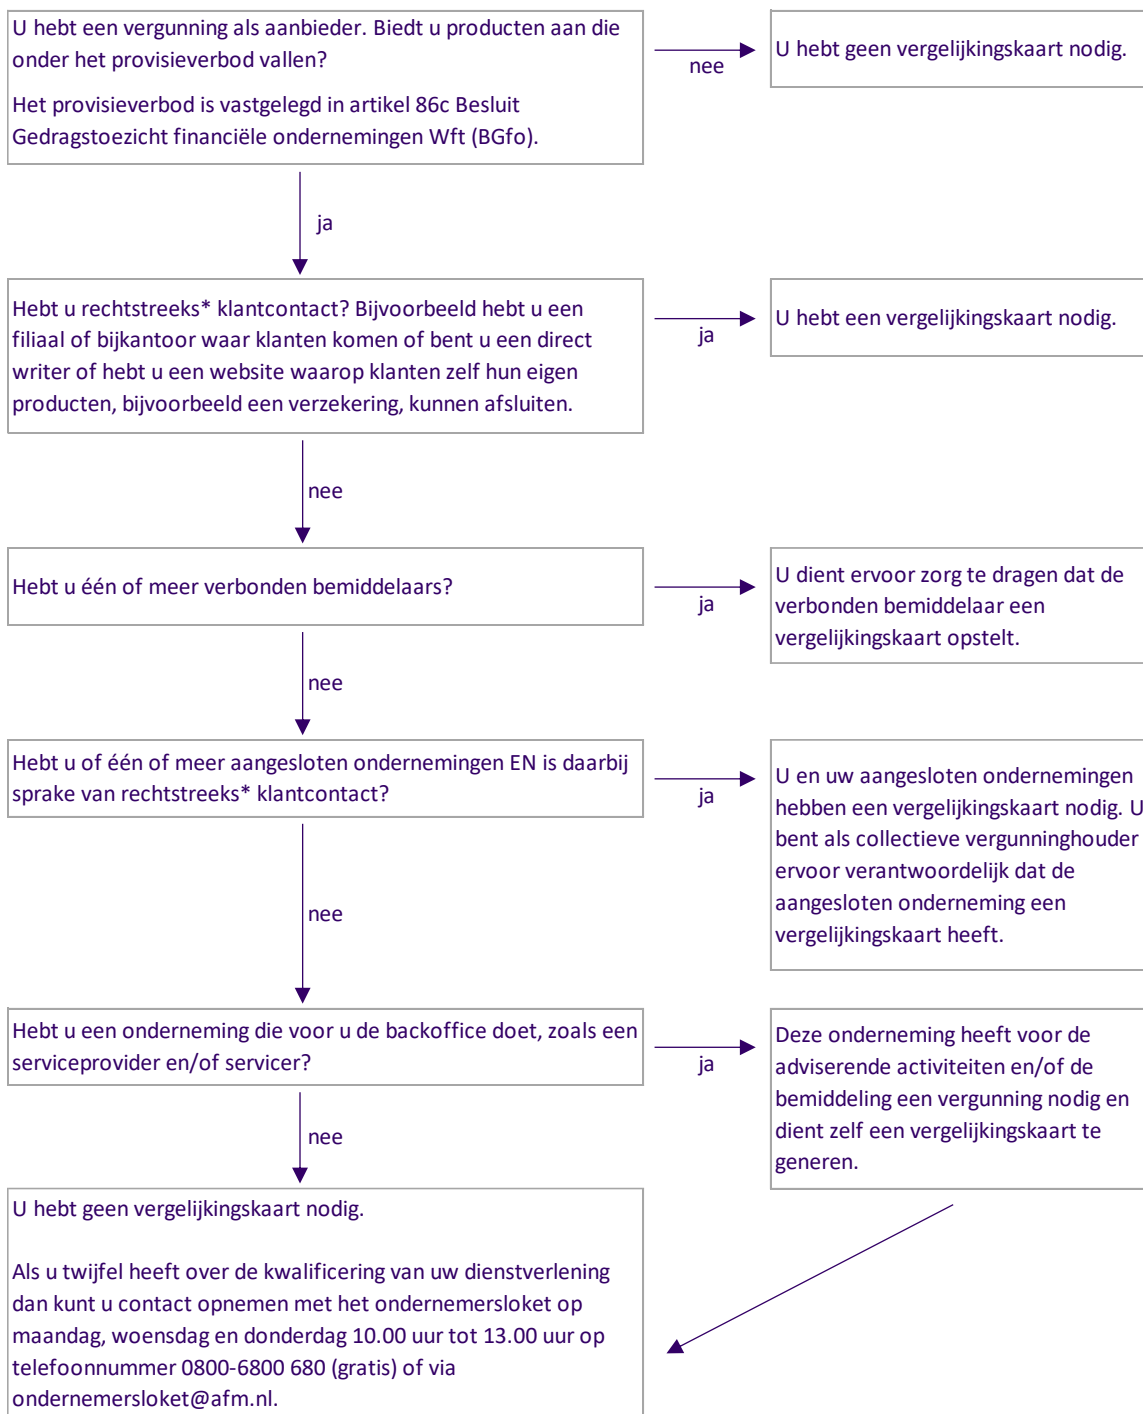 U hebt een vergunning als aanbieder. Biedt u producten aan die
onder het provisieverbod vallen?
Het provisieverbod is vastgelegd in artikel 86c Besluit
Gedragstoezicht financiële ondernemingen Wft (BGfo).
nee
U hebt geen vergelijkingskaart nodig.
ja
Hebt u rechtstreeks* klantcontact? Bijvoorbeeld hebt u een
filiaal of bijkantoor waar klanten komen of bent u een direct
writer of hebt u een website waarop klanten zelf hun eigen
producten, bijvoorbeeld een verzekering, kunnen afsluiten.
ja
U hebt een vergelijkingskaart nodig.
nee
Hebt u één of meer verbonden bemiddelaars?
ja
U dient ervoor zorg te dragen dat de
verbonden bemiddelaar een
vergelijkingskaart opstelt.
nee
Hebt u of één of meer aangesloten ondernemingen EN is daarbij
sprake van rechtstreeks* klantcontact?
ja
U en uw aangesloten ondernemingen
hebben een vergelijkingskaart nodig. U
bent als collectieve vergunninghouder
ervoor verantwoordelijk dat de
aangesloten onderneming een
vergelijkingskaart heeft.
nee
Hebt u een onderneming die voor u de backoffice doet, zoals een
serviceprovider en/of servicer?
ja
Deze onderneming heeft voor de
adviserende activiteiten en/of de
bemiddeling een vergunning nodig en
dient zelf een vergelijkingskaart te
generen.
nee
U hebt geen vergelijkingskaart nodig.
Als u twijfel heeft over de kwalificering van uw dienstverlening
dan kunt u contact opnemen met het ondernemersloket op
maandag, woensdag en donderdag 10.00 uur tot 13.00 uur op
telefoonnummer 0800-6800 680 (gratis) of via
ondernemersloket@afm.nl.